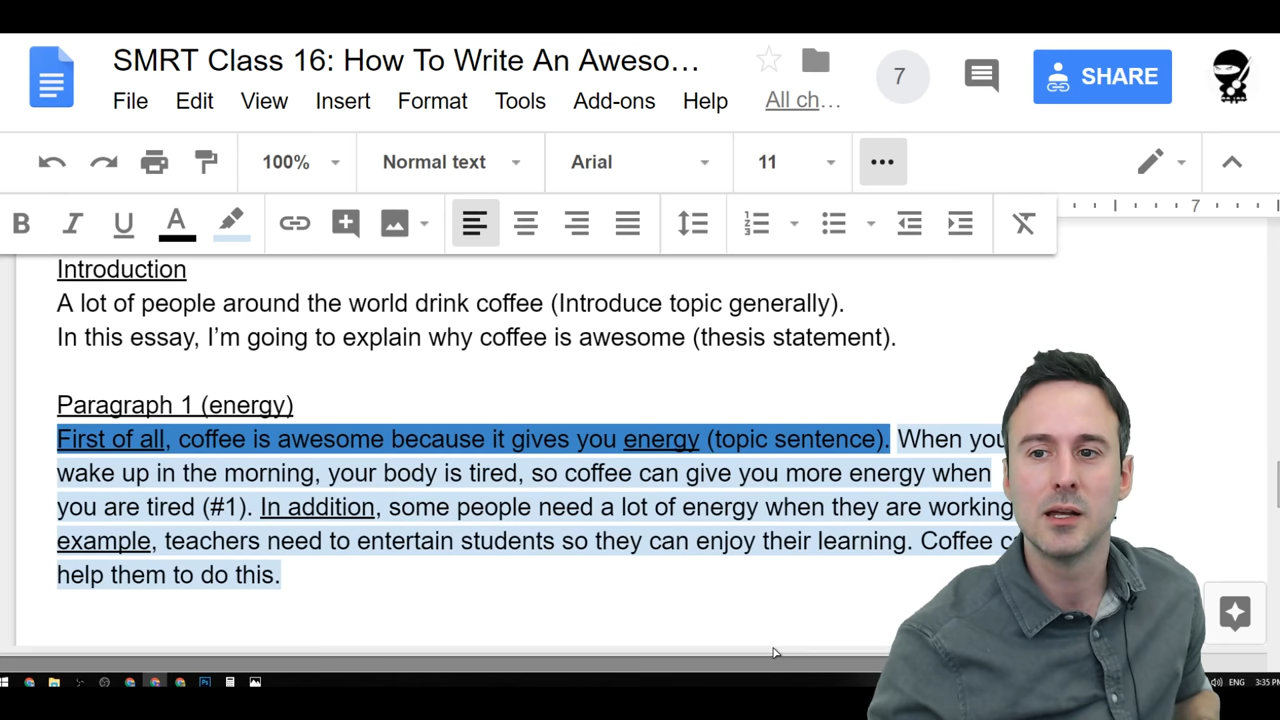 SMRT Class 16: How To Write An Aweso…
7
SHARE
File Edit View Insert Format Tools Add-ons Help All ch…
100% Normal text Arial 11
B I U A
7
Introduction
A lot of people around the world drink coffee (Introduce topic generally).
In this essay, I’m going to explain why coffee is awesome (thesis statement).
Paragraph 1 (energy)
First of all, coffee is awesome because it gives you energy (topic sentence). When you
wake up in the morning, your body is tired, so coffee can give you more energy when
you are tired (#1). In addition, some people need a lot of energy when they are working
example, teachers need to entertain students so they can enjoy their learning. Coffee
help them to do this.
ENG 3:35 PM